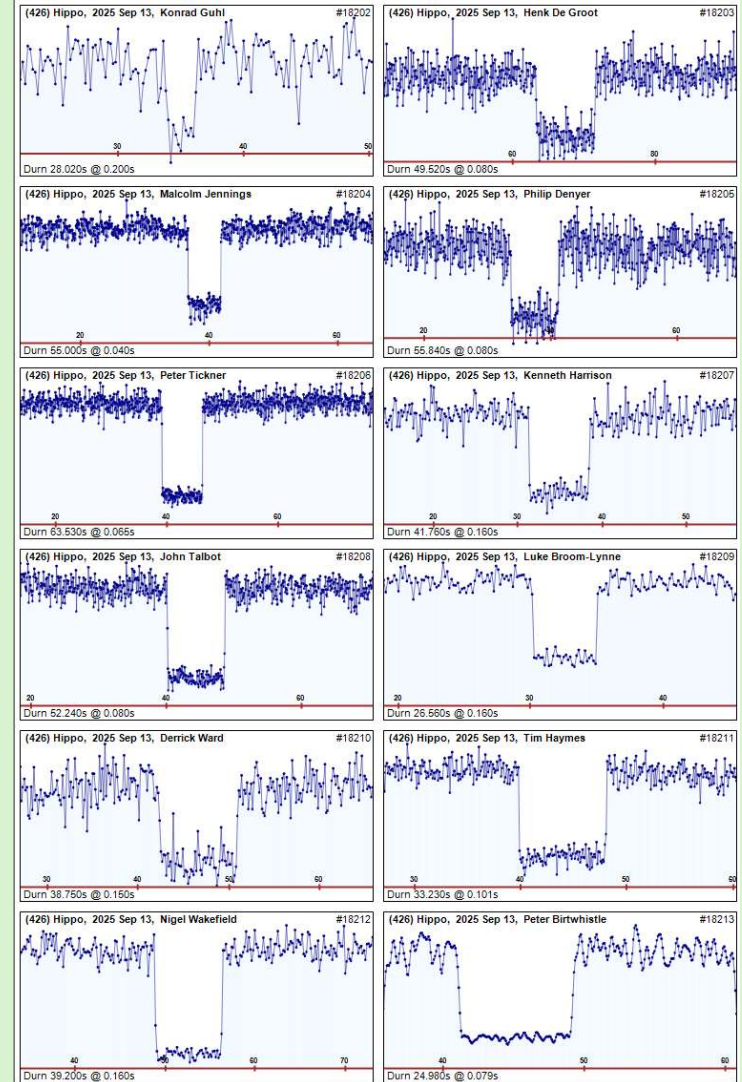 (426) Hippo, 2025 Sep 13, Konrad Guhl #18202
30 40 50
Durn 28.020s @ 0.200s
(426) Hippo, 2025 Sep 13, Henk De Groot #18203
60 80
Durn 49.520s @ 0.080s
(426) Hippo, 2025 Sep 13, Malcolm Jennings #18204
20 40 60
Durn 55.000s @ 0.040s
(426) Hippo, 2025 Sep 13, Philip Denyer #18205
20 40 60
Durn 55.840s @ 0.080s
(426) Hippo, 2025 Sep 13, Peter Tickner #18206
20 40 60
Durn 63.530s @ 0.065s
(426) Hippo, 2025 Sep 13, Kenneth Harrison #18207
20 30 40 50
Durn 41.760s @ 0.160s
(426) Hippo, 2025 Sep 13, John Talbot #18208
20 40 60
Durn 52.240s @ 0.080s
(426) Hippo, 2025 Sep 13, Luke Broom-Lynne #18209
20 30 40
Durn 26.560s @ 0.160s
(426) Hippo, 2025 Sep 13, Derrick Ward #18210
30 40 50 60
Durn 38.750s @ 0.150s
(426) Hippo, 2025 Sep 13, Tim Haymes #18211
40 50 60
Durn 33.230s @ 0.101s
(426) Hippo, 2025 Sep 13, Nigel Wakefield #18212
40 50 60 70
Durn 39.200s @ 0.160s
(426) Hippo, 2025 Sep 13, Peter Birtwhistle #18213
40 50 60
Durn 24.980s @ 0.079s